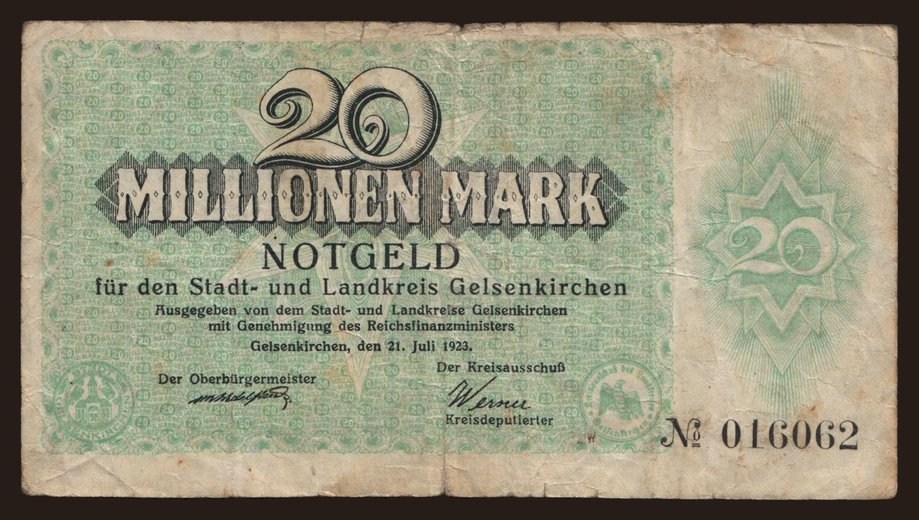 20
MILLIONEN MARK
NOTGELD
für den Stadt- und Landkreis Gelsenkirchen
Ausgegeben von dem Stadt- und Landkreise Gelsenkirchen
mit Genehmigung des Reichsfinanzministers
Gelsenkirchen, den 21. Juli 1923.
Der Oberbürgermeister
Der Kreisausschuß
Werner
Kreisdeputierter
20
№ 016062